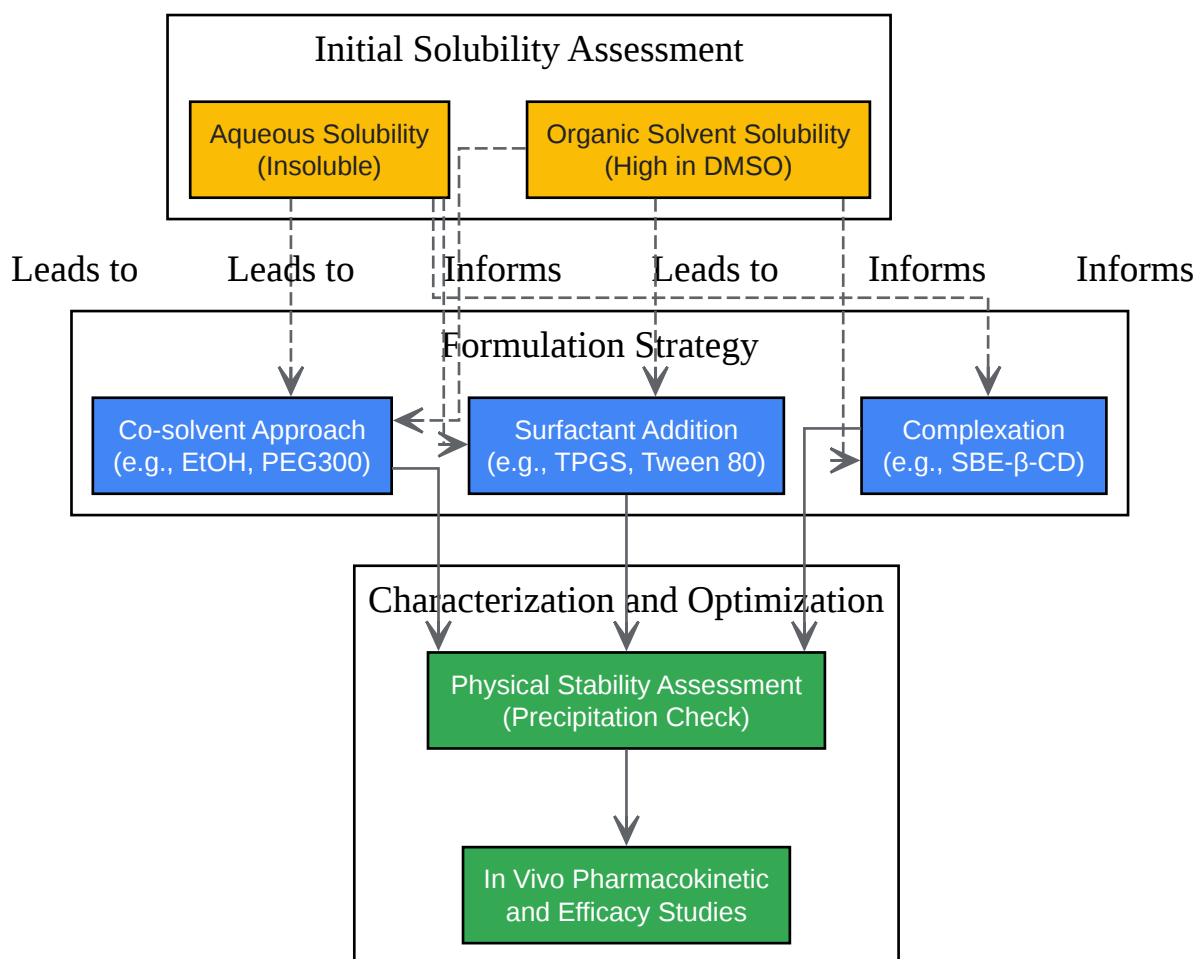 Initial Solubility Assessment
Aqueous Solubility
(Insoluble)
Organic Solvent Solubility
(High in DMSO)
Leads to
Leads to
Informs
Leads to
Informs
Informs
Formulation Strategy
Co-solvent Approach
(e.g., EtOH, PEG300)
Surfactant Addition
(e.g., TPGS, Tween 80)
Complexation
(e.g., SBE-β-CD)
Characterization and Optimization
Physical Stability Assessment
(Precipitation Check)
In Vivo Pharmacokinetic
and Efficacy Studies